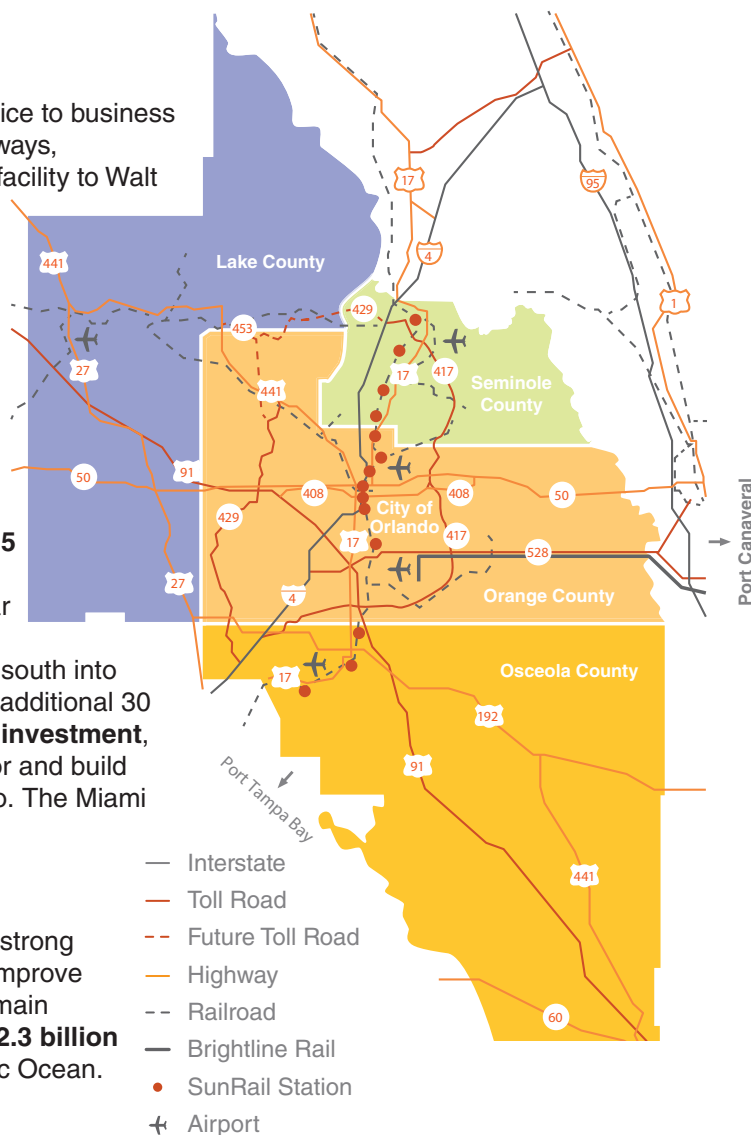 ice to business
ways,
facility to Walt
5
r
south into
additional 30
investment,
or and build
o. The Miami
strong
mprove
main
2.3 billion
c Ocean.
17
95
4
441
Lake County
1
429
453
27
17
417
441
Seminole
County
91
50
408
408
50
City of
Orlando
429
17
417
528
Port Canaveral
27
4
Orange County
17
Osceola County
192
91
Port Tampa Bay
441
60
Interstate
Toll Road
Future Toll Road
Highway
Railroad
Brightline Rail
SunRail Station
Airport